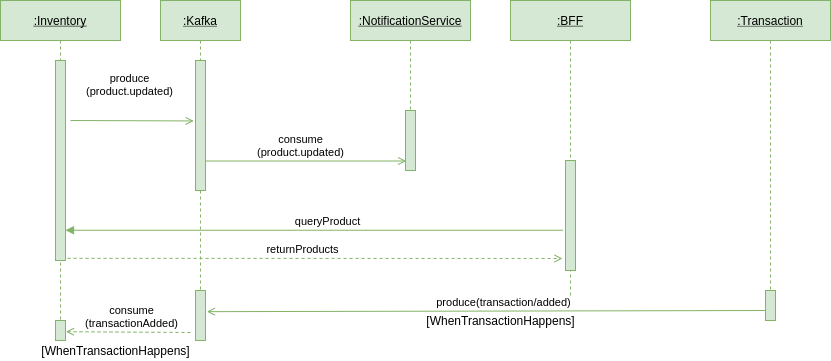 :Inventory
:Kafka
:NotificationService
:BFF
:Transaction
produce
(product.updated)
consume
(product.updated)
queryProduct
returnProducts
produce(transaction/added)
consume
(transactionAdded)
[WhenTransactionHappens]
[WhenTransactionHappens]